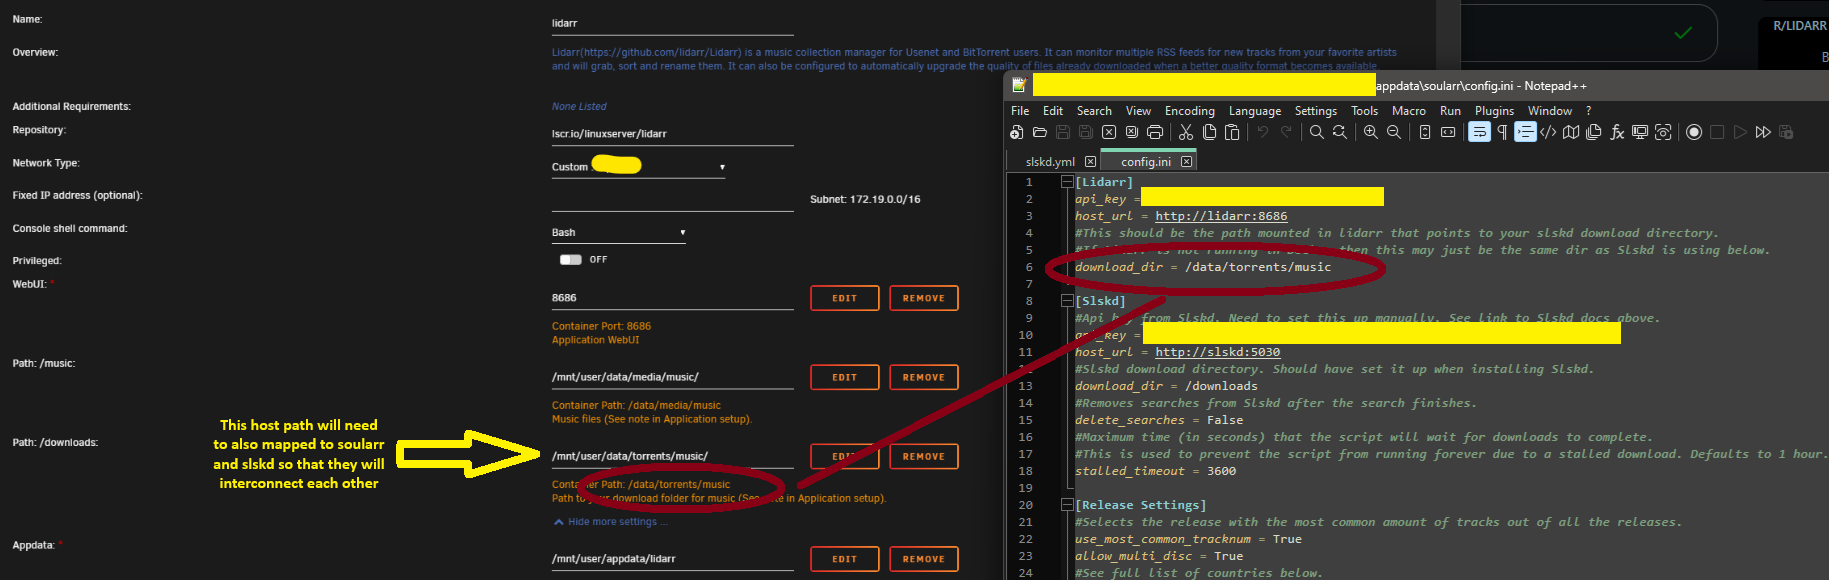 Name:
lidarr
Overview:
Lidarr(https://github.com/lidarr/Lidarr) is a music collection manager for Usenet and BitTorrent users. It can monitor multiple RSS feeds for new tracks from your favorite artists
and will grab, sort and rename them. It can also be configured to automatically upgrade the quality of files already downloaded when a better quality format becomes available.
Additional Requirements:
None Listed
Repository:
lscr.io/linuxserver/lidarr
Network Type:
Custom :
Fixed IP address (optional):
Subnet: 172.19.0.0/16
Console shell command:
Bash
Privileged:
OFF
WebUI: *
8686
EDIT
REMOVE
Container Port: 8686
Application WebUI
Path: /music:
/mnt/user/data/media/music/
EDIT
REMOVE
Container Path: /data/media/music
Music files (See note in Application setup).
This host path will need
to also mapped to soularr
and slskd so that they will
interconnect each other
Path: /downloads:
/mnt/user/data/torrents/music/
EDIT
REMOVE
Container Path: /data/torrents/music
Path to your download folder for music (See note in Application setup).
Hide more settings ...
Appdata: *
/mnt/user/appdata/lidarr
EDIT
REMOVE
R/LIDARR
B
appdata\soularr\config.ini - Notepad++
File Edit Search View Encoding Language Settings Tools Macro Run Plugins Window ?
slskd.yml
config.ini
1 [Lidarr]
2 api_key =
3 host_url = http://lidarr:8686
4 #This should be the path mounted in lidarr that points to your slskd download directory.
5 is not running in then this may just be the same dir as Slskd is using below.
6 download_dir = /data/torrents/music
7
8 [Slskd]
9 #Api key from Slskd. Need to set this up manually. See link to Slskd docs above.
10 api_key =
11 host_url = http://slskd:5030
12 #Slskd download directory. Should have set it up when installing Slskd.
13 download_dir = /downloads
14 #Removes searches from Slskd after the search finishes.
15 delete_searches = False
16 #Maximum time (in seconds) that the script will wait for downloads to complete.
17 #This is used to prevent the script from running forever due to a stalled download. Defaults to 1 hour.
18 stalled_timeout = 3600
19
20 [Release Settings]
21 #Selects the release with the most common amount of tracks out of all the releases.
22 use_most_common_tracknum = True
23 allow_multi_disc = True
24 #See full list of countries below.